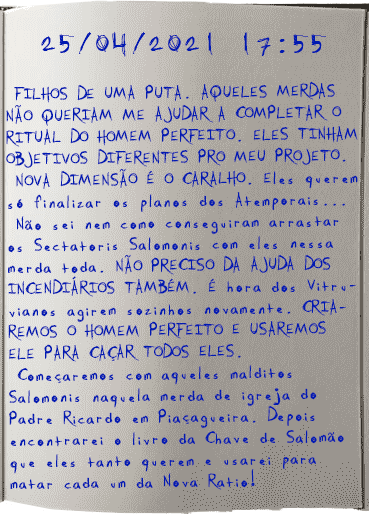 25/04/2021 17:55
FILHOS DE UMA PUTA. AQUELES MERDAS
NÃO QUERIAM ME AJUDAR A COMPLETAR O
RITUAL DO HOMEM PERFEITO. ELES TINHAM
OBJETIVOS DIFERENTES PRO MEU PROJETO.
NOVA DIMENSÃO É O CARALHO. Eles querem
só finalizar os planos dos Atemporais...
Não sei nem como conseguiram arrastar
os Sectatoris Salomonis com eles nessa
merda toda. NÃO PRECISO DA AJUDA DOS
INCENDIÁRIOS TAMBÉM. É hora dos Vitru-
vianos agirem sozinhos novamente. CRIA-
REMOS O HOMEM PERFEITO E USAREMOS
ELE PARA CAÇAR TODOS ELES.
Começaremos com aqueles malditos
Salomonis naquela merda de igreja do
Padre Ricardo em Piaçagueira. Depois
encontrarei o livro da Chave de Salomão
que eles tanto querem e usarei para
matar cada um da Nova Ratio!